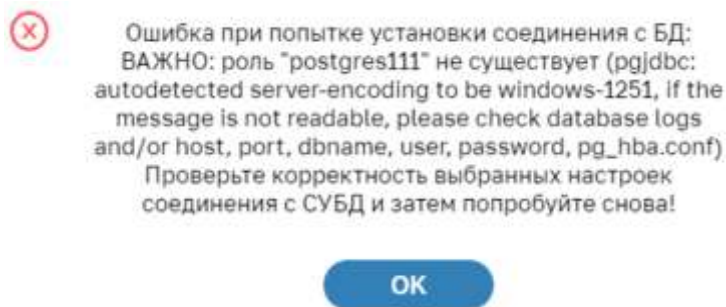 Ошибка при попытке установки соединения с БД:
ВАЖНО: роль "postgres111" не существует (pgjdbc:
autodetected server-encoding to be windows-1251, if the
message is not readable, please check database logs
and/or host, port, dbname, user, password, pg_hba.conf)
Проверьте корректность выбранных настроек
соединения с СУБД и затем попробуйте снова!
OK